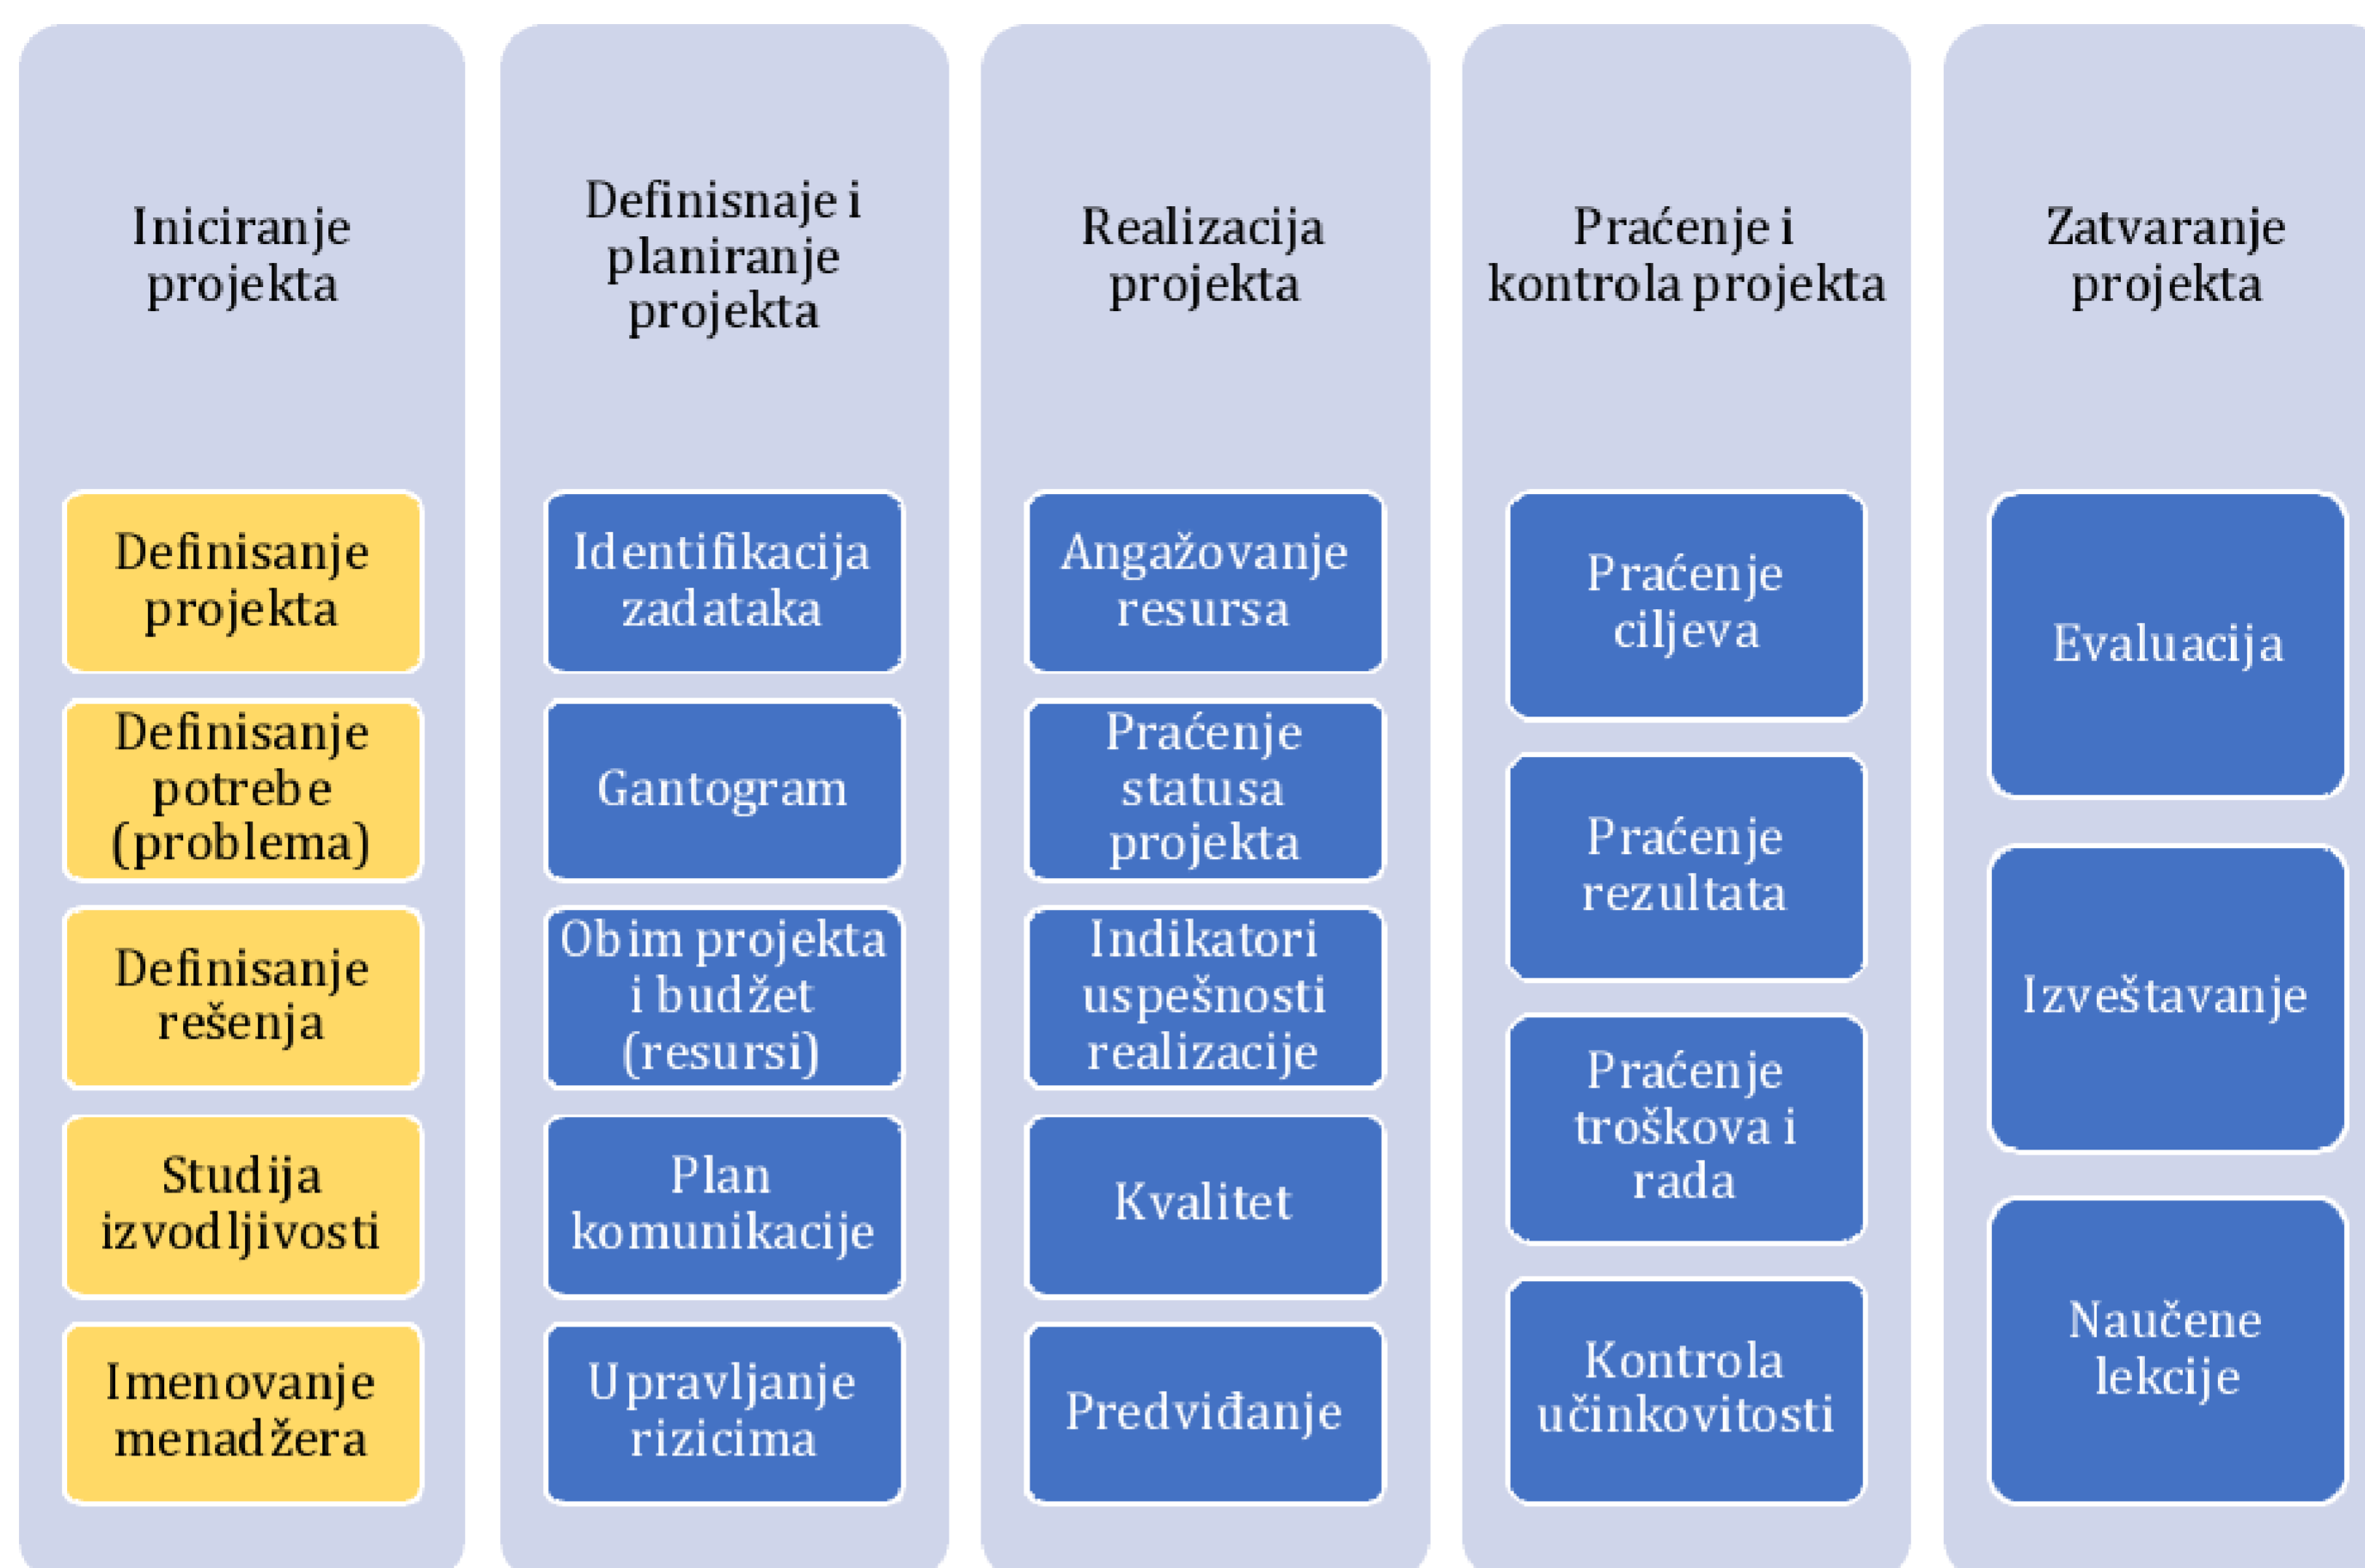 Iniciranje
projekta
Definisanje
projekta
Definisanje
potrebe
(problema)
Definisanje
rešenja
Studija
izvodljivosti
Imenovanje
menadžera
Definisnaje i
planiranje
projekta
Identifikacija
zadataka
Gantogram
Obim projekta
i budžet
(resursi)
Plan
komunikacije
Upravljanje
rizicima
Realizacija
projekta
Angažovanje
resursa
Praćenje
statusa
projekta
Indikatori
uspešnosti
realizacije
Kvalitet
Predviđanje
Praćenje i
kontrola projekta
Praćenje
ciljeva
Praćenje
rezultata
Praćenje
troškova i
rada
Kontrola
učinkovitosti
Zatvaranje
projekta
Evaluacija
Izveštavanje
Naučene
lekcije